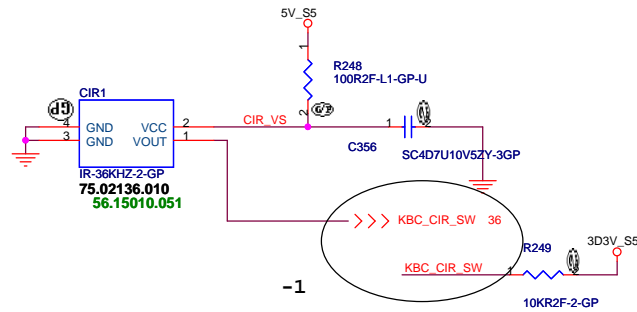 5V_S5
1
R248
100R2F-L1-GP-U
2
CIR1
GP
4 GND VCC 2
3 GND VOUT 1
CIR_VS
1
2
C356
SC4D7U10V5ZY-3GP
IR-36KHZ-2-GP
75.02136.010
56.15010.051
KBC_CIR_SW 36
3D3V_S5
R249
KBC_CIR_SW
1
2
10KR2F-2-GP
-1